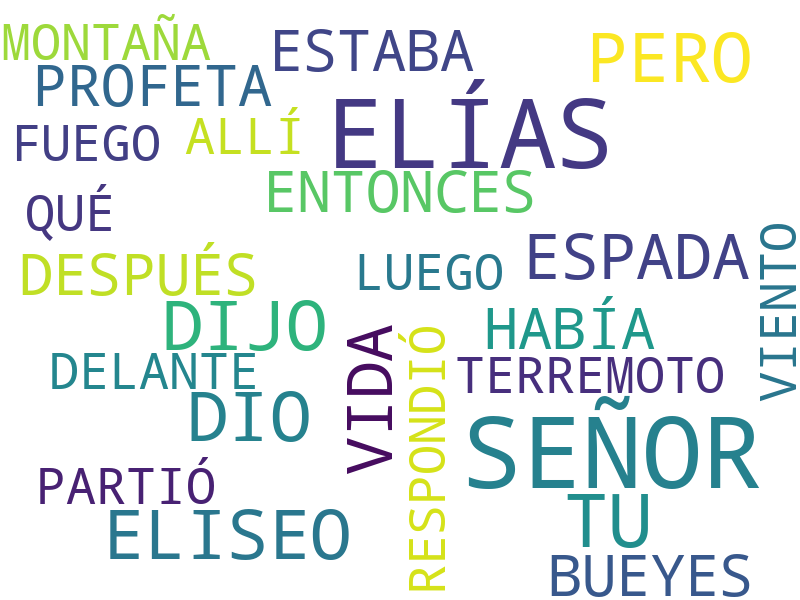 MONTAÑA
ESTABA
PERO
PROFETA
ELÍAS
FUEGO
ALLÍ
ENTONCES
QUÉ
ESPADA
DESPUÉS
LUEGO
VIENTO
DIJO
HABÍA
VIDA
DELANTE
TERREMOTO
DIO
RESPONDIÓ
SEÑOR
PARTIÓ
ELISEO
TU
BUEYES